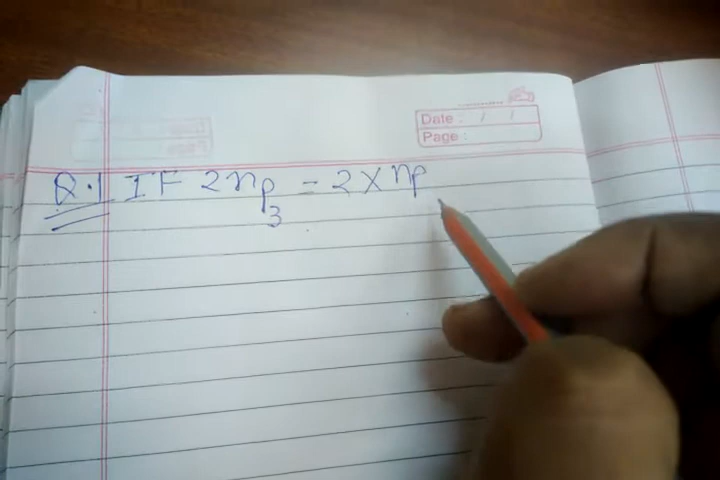 Date : / /
Page :
Q.1 IF 2np3 = 2 x np